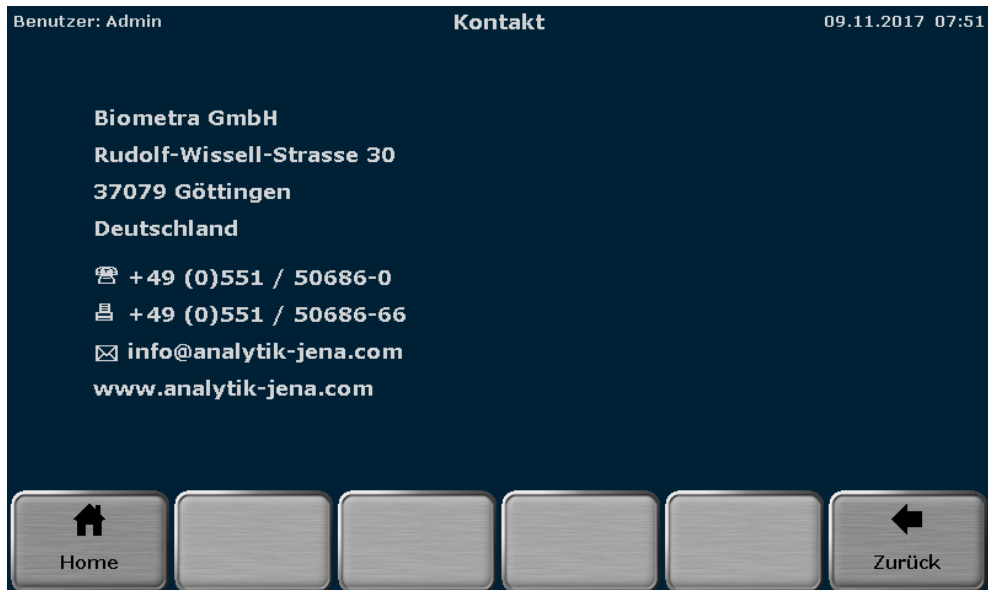 Benutzer: Admin Kontakt 09.11.2017 07:51
Biometra GmbH
Rudolf-Wissell-Strasse 30
37079 Göttingen
Deutschland
+49 (0)551 / 50686-0
+49 (0)551 / 50686-66
info@analytik-jena.com
www.analytik-jena.com
Home Zurück